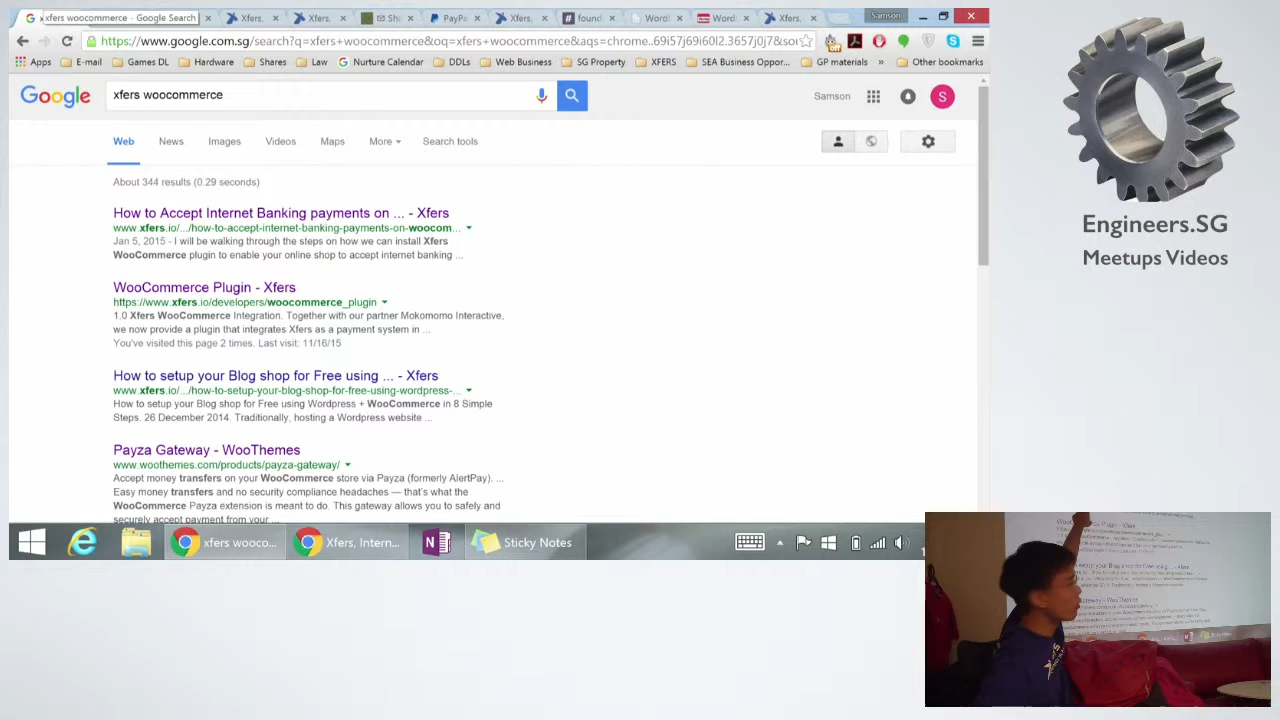 xfers woocommerce - Google Search
Xfers,
Xfers,
Sha
PayPa
Xfers,
found
Wordi
Wordi
Xfers,
Samson
https://www.google.com.sg/
q=xfers+woocommerce&oq=xfers+woocommerce&aqs=chrome..69i57j69i60l2.3657j0j7&sou
off
Apps
E-mail
Games DL
Hardware
Shares
Law
Nurture Calendar
DDLs
Web Business
SG Property
XFERS
SEA Business Oppor...
GP materials
»
Other bookmarks
Google
xfers woocommerce
Samson
S
Web
News
Images
Videos
Maps
More
Search tools
About 344 results (0.29 seconds)
How to Accept Internet Banking payments on ... - Xfers
www.xfers.io/.../how-to-accept-internet-banking-payments-on-woocom...
Jan 5, 2015 - I will be walking through the steps on how we can install Xfers
WooCommerce plugin to enable your online shop to accept internet banking ...
WooCommerce Plugin - Xfers
https://www.xfers.io/developers/woocommerce_plugin
1.0 Xfers WooCommerce Integration. Together with our partner Mokomomo Interactive,
we now provide a plugin that integrates Xfers as a payment system in ...
You've visited this page 2 times. Last visit: 11/16/15
How to setup your Blog shop for Free using ... - Xfers
www.xfers.io/.../how-to-setup-your-blog-shop-for-free-using-wordpress-...
How to setup your Blog shop for Free using Wordpress + WooCommerce in 8 Simple
Steps. 26 December 2014. Traditionally, hosting a Wordpress website ...
Payza Gateway - WooThemes
www.woothemes.com/products/payza-gateway/
Accept money transfers on your WooCommerce store via Payza (formerly AlertPay). ...
Easy money transfers and no security compliance headaches — that's what the
WooCommerce Payza extension is meant to do. This gateway allows you to safely and
securely accept payment from your ...
xfers wooco...
Xfers, Intern...
Sticky Notes
Engineers.SG
Meetups Videos